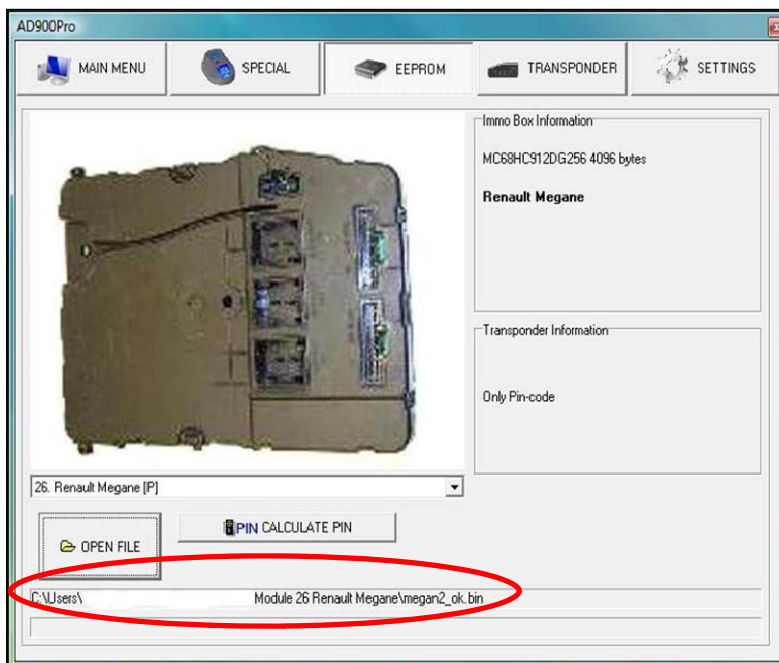 AD900Pro
MAIN MENU
SPECIAL
EEPROM
TRANSPONDER
SETTINGS
Immo Box Information
MC68HC912DG256 4096 bytes
Renault Megane
Transponder Information
Only Pin-code
26. Renault Megane [P]
OPEN FILE
PIN CALCULATE PIN
C:\Users\ Module 26 Renault Megane\megan2_ok.bin